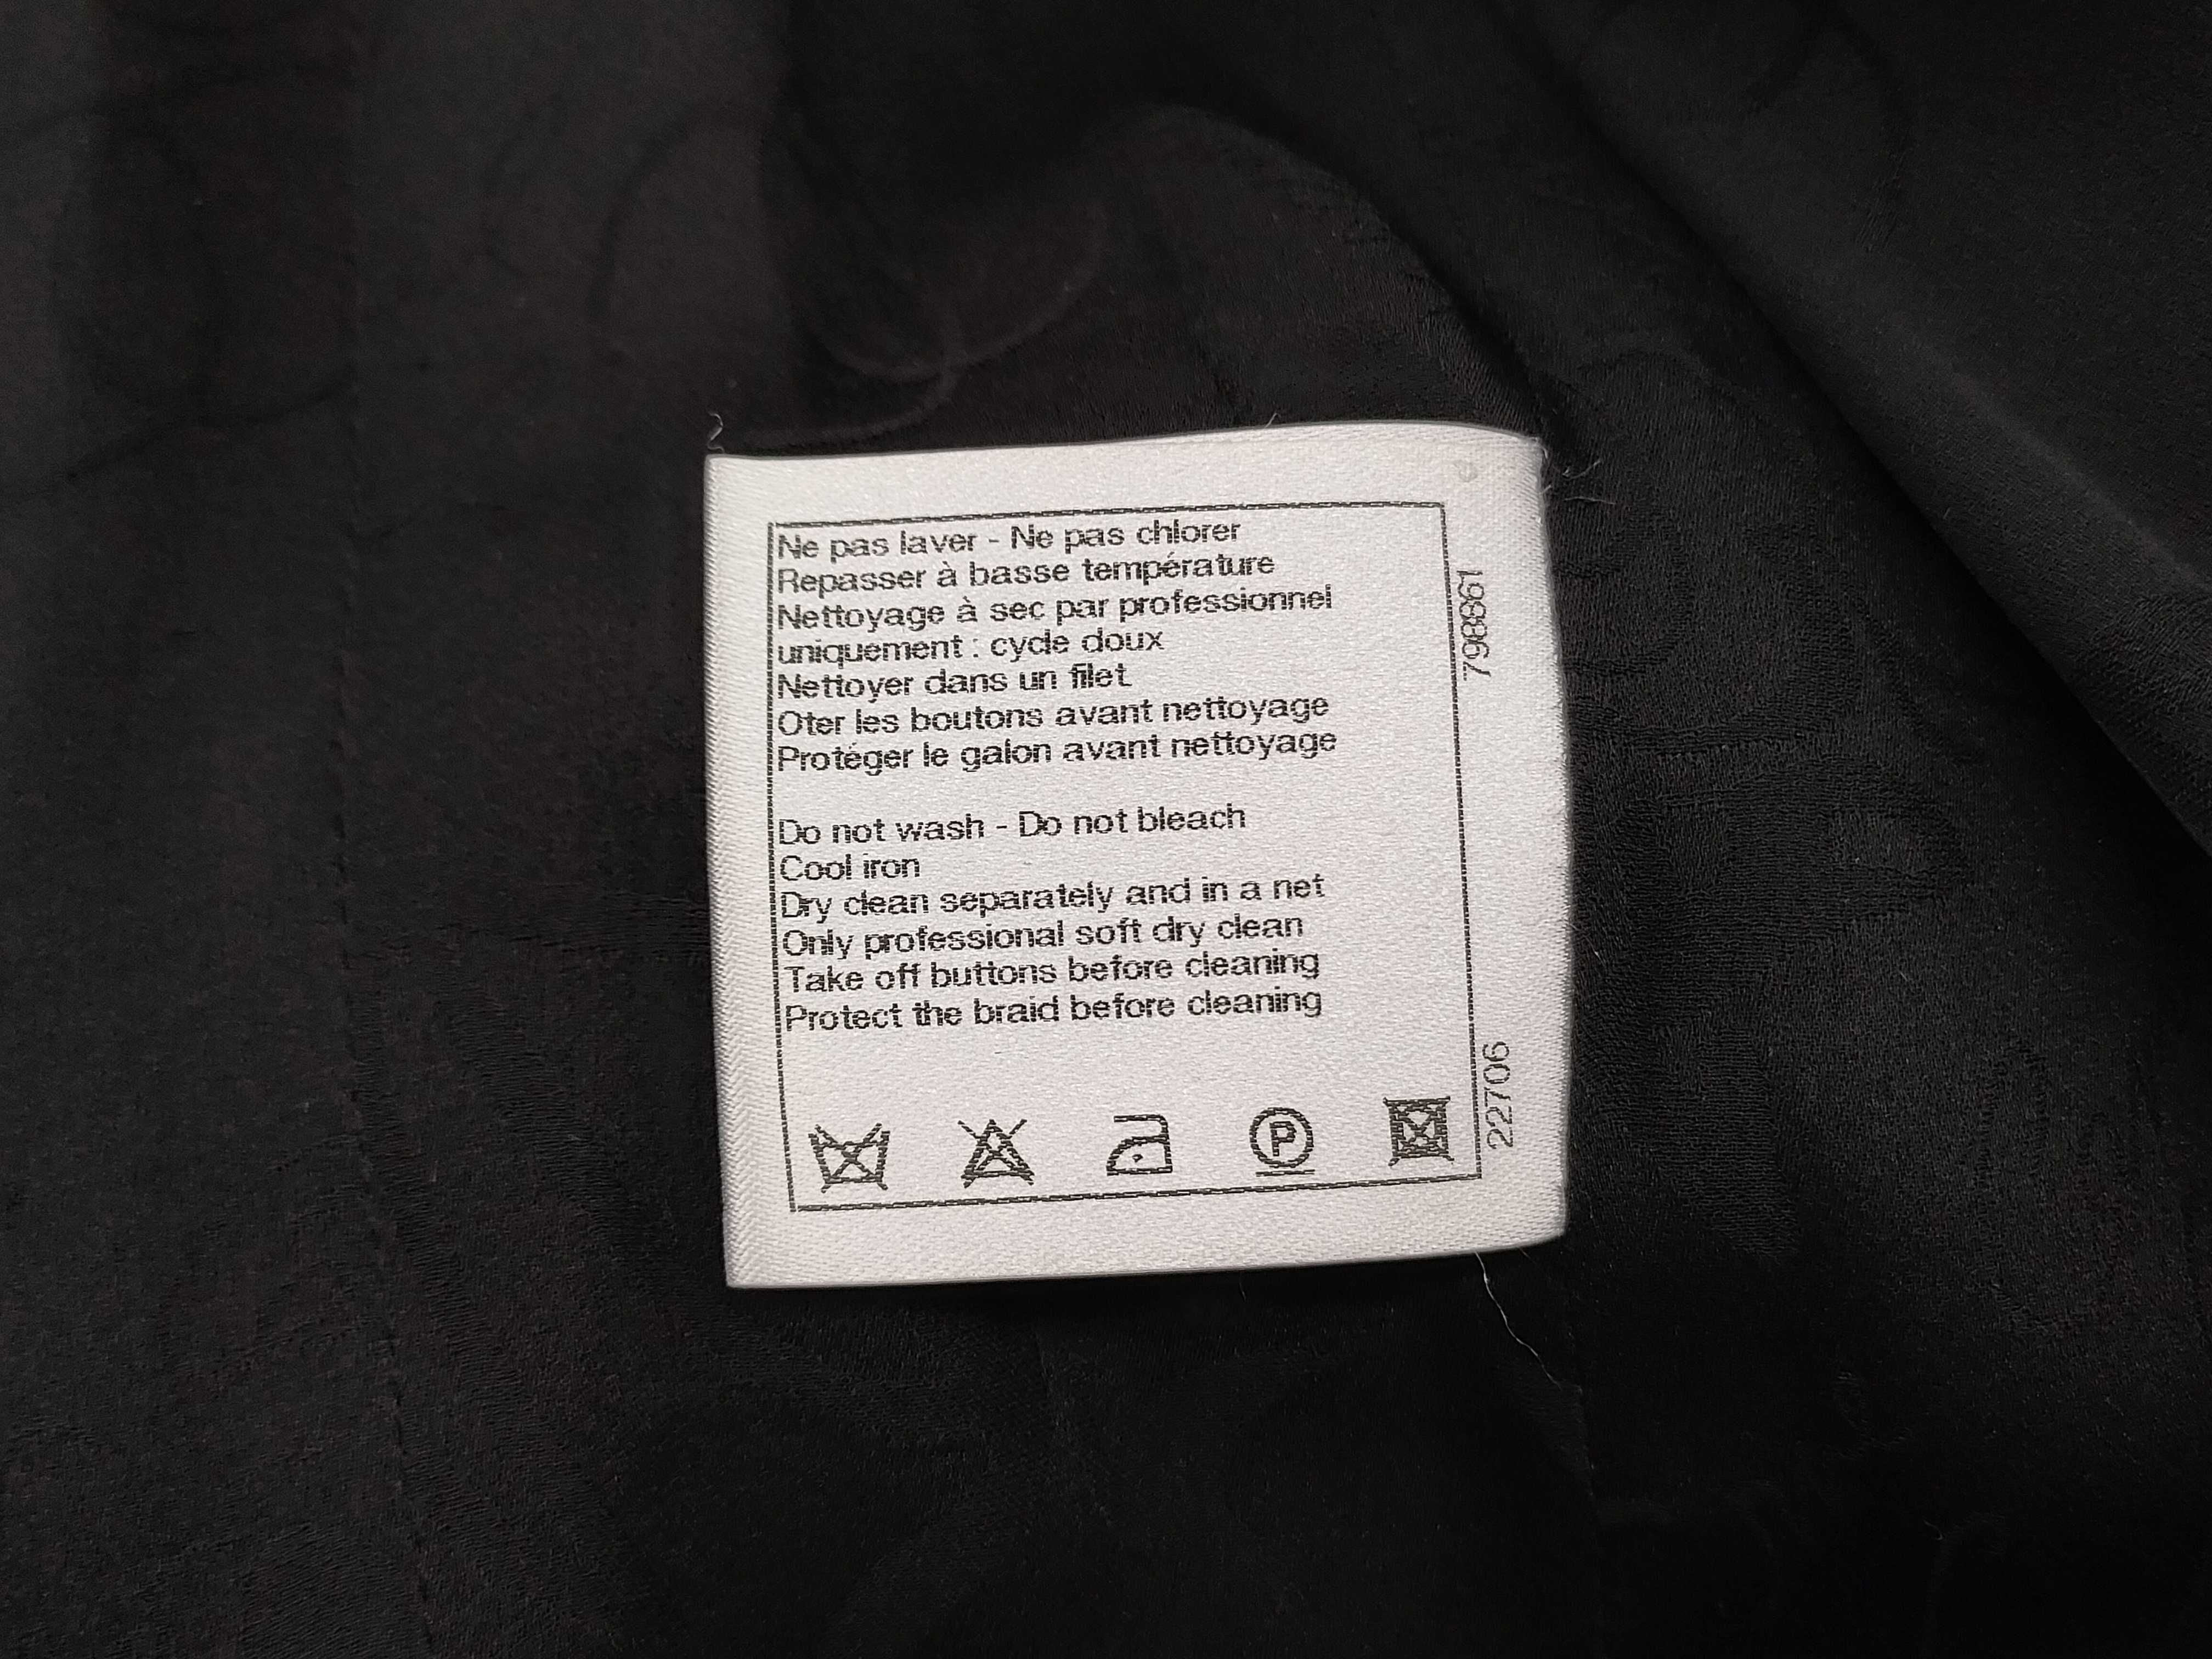 Ne pas laver - Ne pas chlorer
Repasser à basse température
Nettoyage à sec par professionnel
uniquement : cycle doux
Nettoyer dans un filet
Oter les boutons avant nettoyage
Protéger le galon avant nettoyage
Do not wash - Do not bleach
Cool iron
Dry clean separately and in a net
Only professional soft dry clean
Take off buttons before cleaning
Protect the braid before cleaning
P
22706